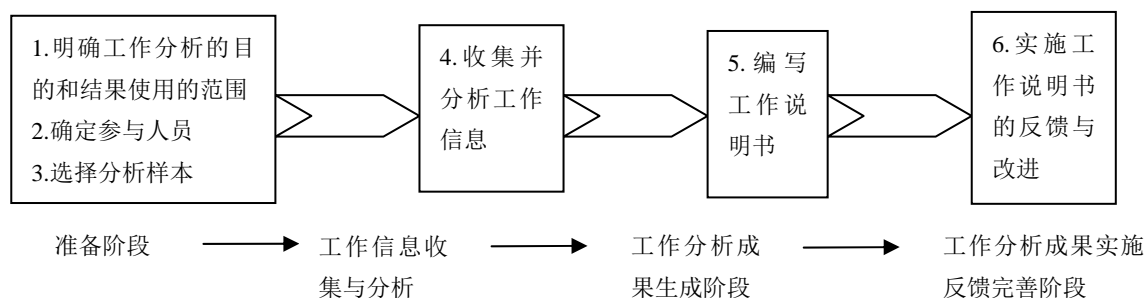 1.明确工作分析的目
的和结果使用的范围
2.确定参与人员
3.选择分析样本
4.收集并
分析工作
信息
5.编写
工作说
明书
6.实施工
作说明书
的反馈与
改进
准备阶段
工作信息收
集与分析
工作分析成
果生成阶段
工作分析成果实施
反馈完善阶段